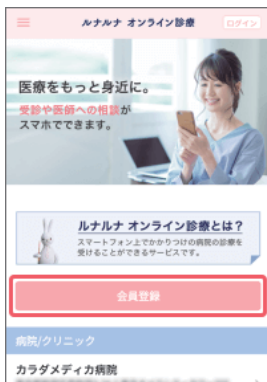 ルナルナ オンライン診療
ログイン
医療をもっと身近に。
受診や医師への相談が
スマホでできます。
ルナルナ オンライン診療とは？
スマートフォン上でかかりつけの病院の診療を
受けることができるサービスです。
会員登録
病院/クリニック
カラダメディカ病院